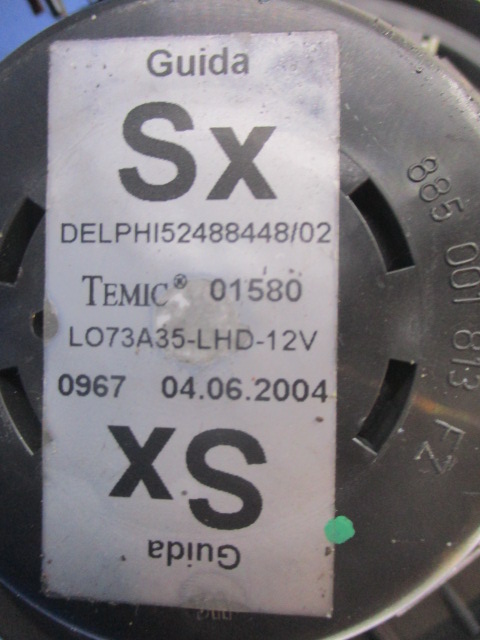 Guida
Sx
DELPHI52488448/02
TEMIC® 01580
LO73A35-LHD-12V
0967 04.06.2004
Sx
Guida
885 001 813 FZ